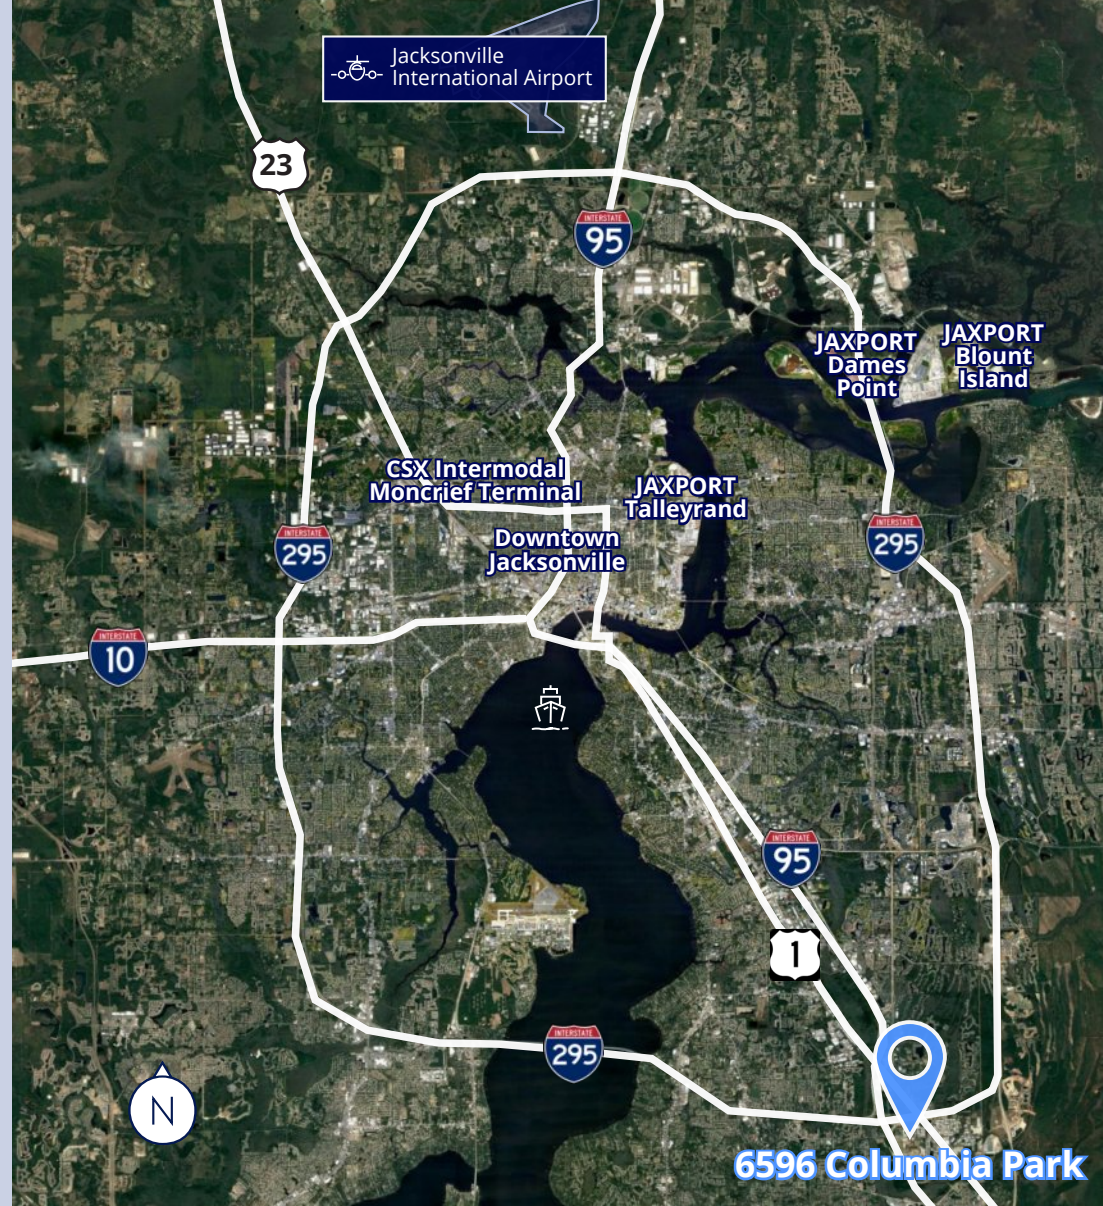 Jacksonville
International Airport
23
INTERSTATE
95
JAXPORT
Dames
Point
JAXPORT
Blount
Island
CSX Intermodal
Moncrief Terminal
JAXPORT
Talleyrand
Downtown
Jacksonville
INTERSTATE
295
INTERSTATE
295
INTERSTATE
10
INTERSTATE
95
1
INTERSTATE
295
N
6596 Columbia Park